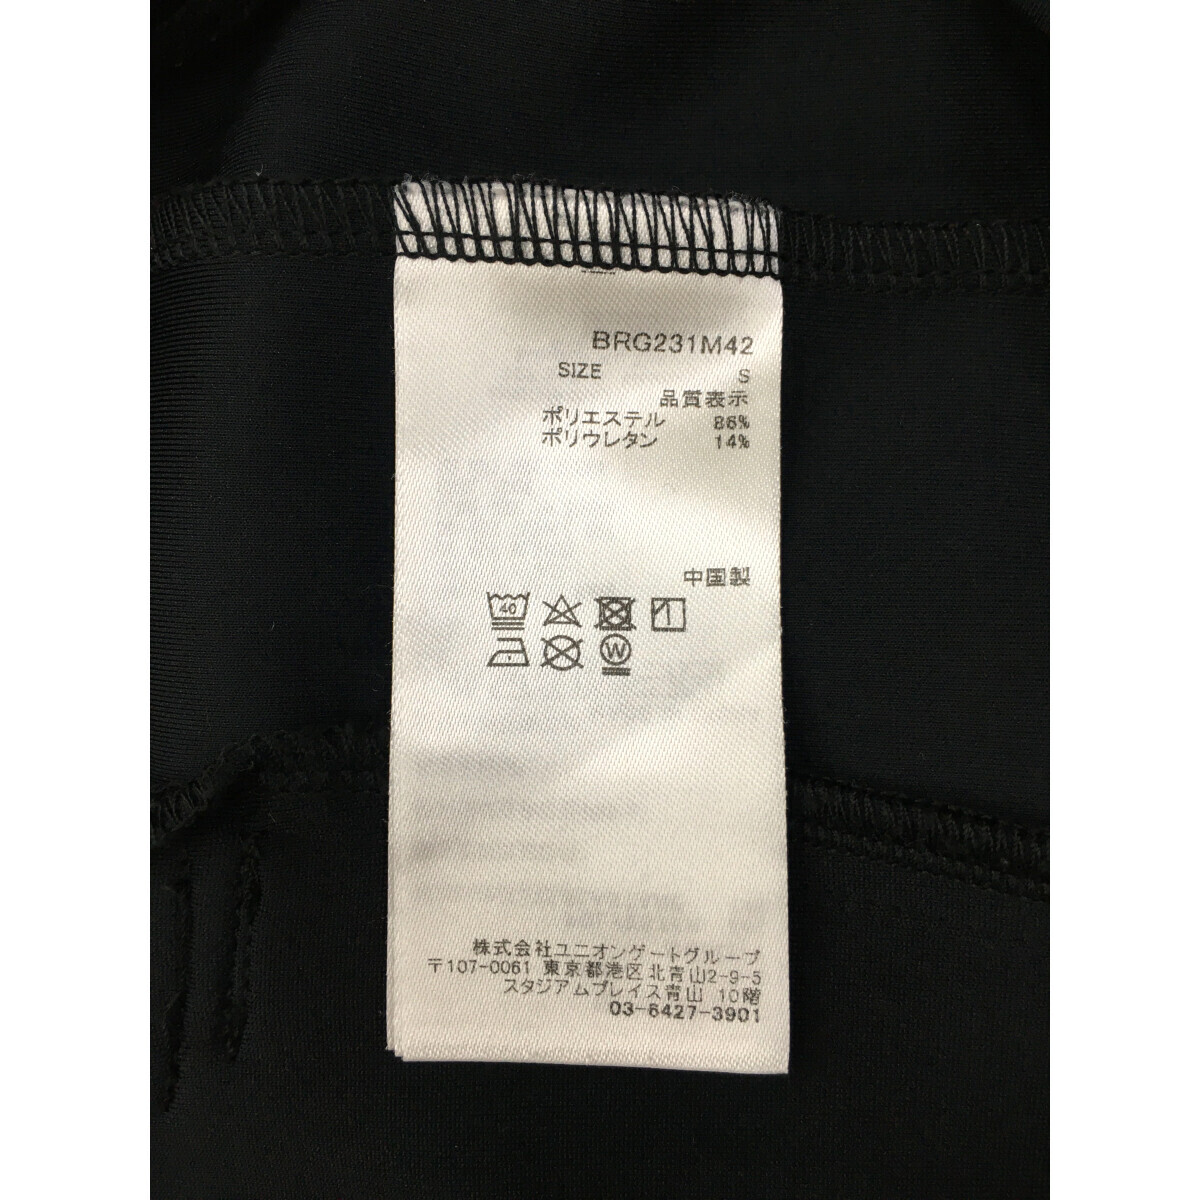 BRG231M42
SIZE S
品質表示
ポリエステル 86%
ポリウレタン 14%
中国製
40
W
株式会社ユニオンゲートグループ
〒107-0061 東京都港区北青山2-9-5
スタジアムプレイス青山 10階
03-6427-3901